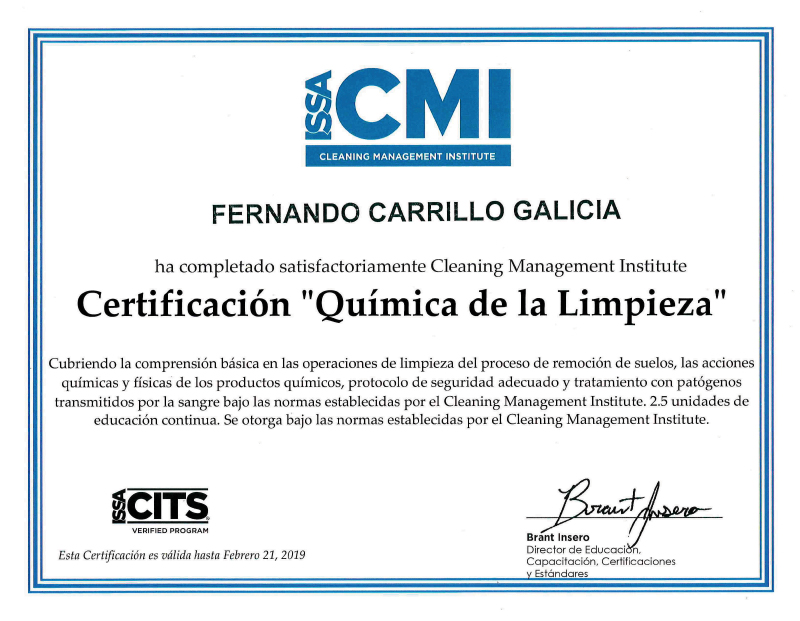 ISSA CMI
CLEANING MANAGEMENT INSTITUTE
FERNANDO CARRILLO GALICIA
ha completado satisfactoriamente Cleaning Management Institute
Certificación "Química de la Limpieza"
Cubriendo la comprensión básica en las operaciones de limpieza del proceso de remoción de suelos, las acciones
químicas y físicas de los productos químicos, protocolo de seguridad adecuado y tratamiento con patógenos
transmitidos por la sangre bajo las normas establecidas por el Cleaning Management Institute. 2.5 unidades de
educación continua. Se otorga bajo las normas establecidas por el Cleaning Management Institute.
ISSA CITS
VERIFIED PROGRAM
Esta Certificación es válida hasta Febrero 21, 2019
Brant Insero
Brant Insero
Director de Educación,
Capacitación, Certificaciones
y Estándares